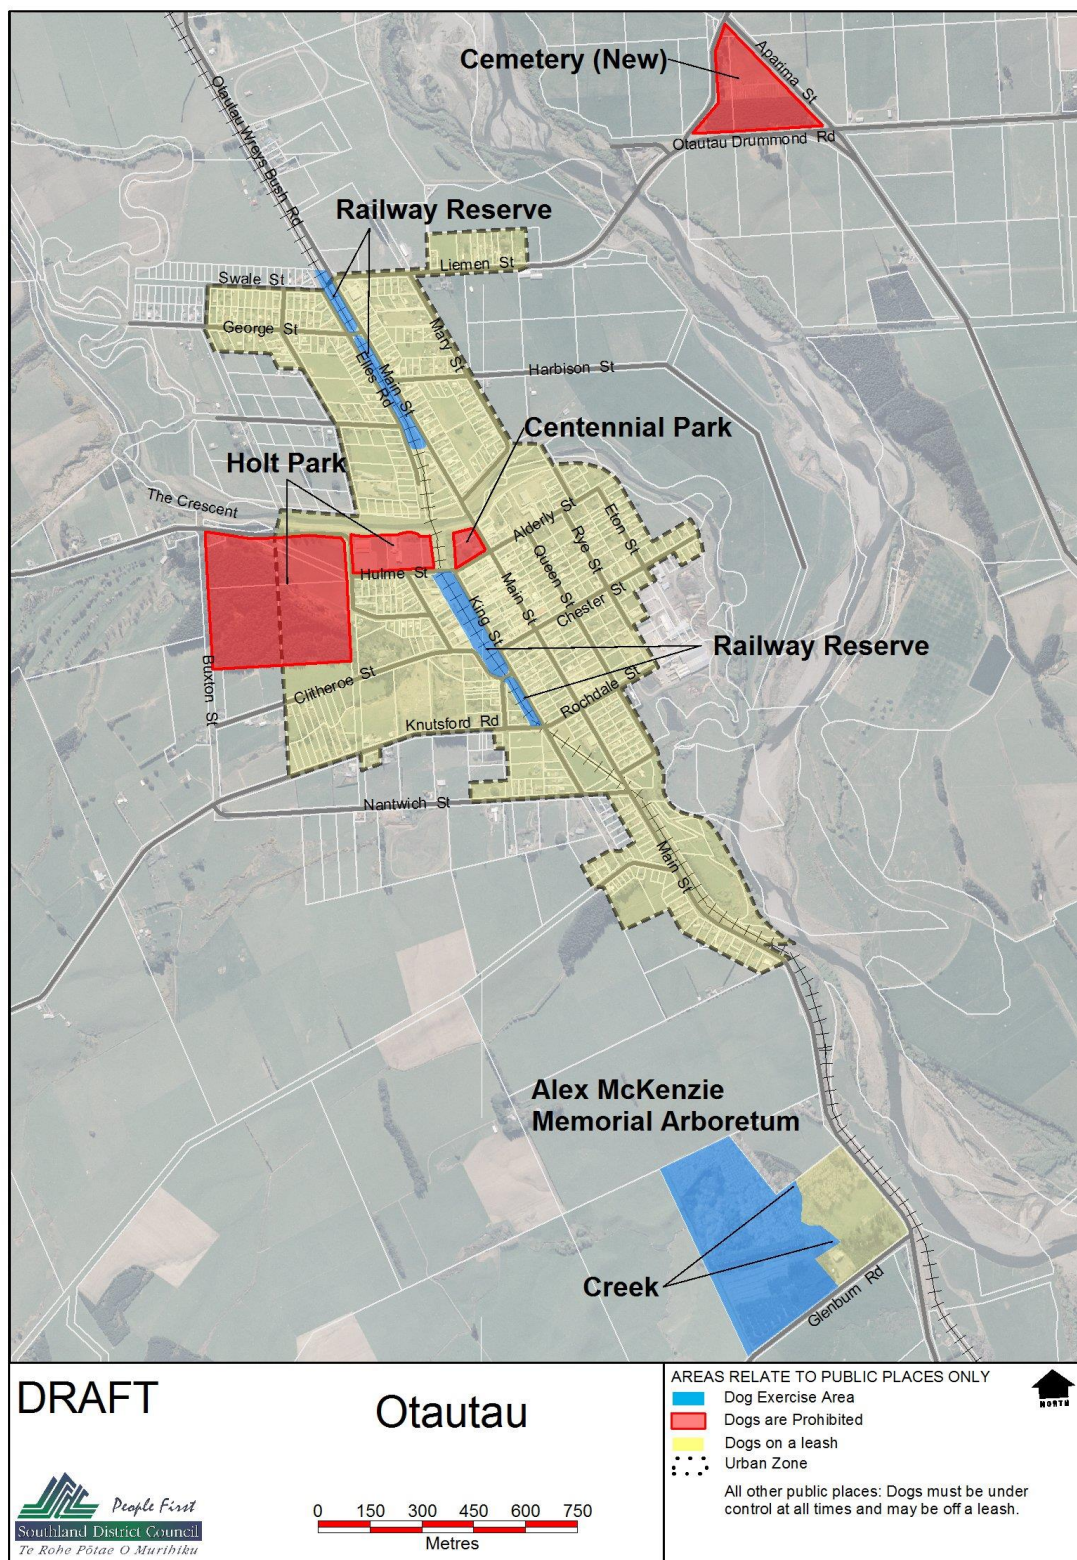 Cemetery (New)
Aparima St
Otautau Drummond Rd
Otautau Wreys Bush Rd
Railway Reserve
Liemen St
Swale St
George St
Mary St
Elles Rd
Main St
Harbison St
Centennial Park
Holt Park
The Crescent
Alderly St
Eton St
Rye St
Queen St
Hulme St
Main St
King St
Chester St
Railway Reserve
Buxton St
Clitheroe St
Rochdale St
Knutsford Rd
Nantwich St
Main St
Alex McKenzie
Memorial Arboretum
Creek
Glenburn Rd
DRAFT
Otautau
People First
Southland District Council
Te Rohe Pōtae O Murihiku
0 150 300 450 600 750
Metres
AREAS RELATE TO PUBLIC PLACES ONLY
NORTH
Dog Exercise Area
Dogs are Prohibited
Dogs on a leash
Urban Zone
All other public places: Dogs must be under
control at all times and may be off a leash.